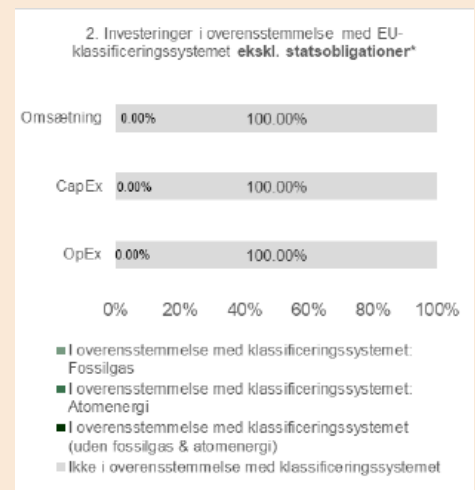 2. Investeringer i overensstemmelse med EU-
klassificeringssystemet ekskl. statsobligationer*
Omsætning 0.00% 100.00%
CapEx 0.00% 100.00%
OpEx 0.00% 100.00%
0% 20% 40% 60% 80% 100%
I overensstemmelse med klassificeringssystemet:
Fossilgas
I overensstemmelse med klassificeringssystemet:
Atomenergi
I overensstemmelse med klassificeringssystemet
(uden fossilgas & atomenergi)
Ikke i overensstemmelse med klassificeringssystemet